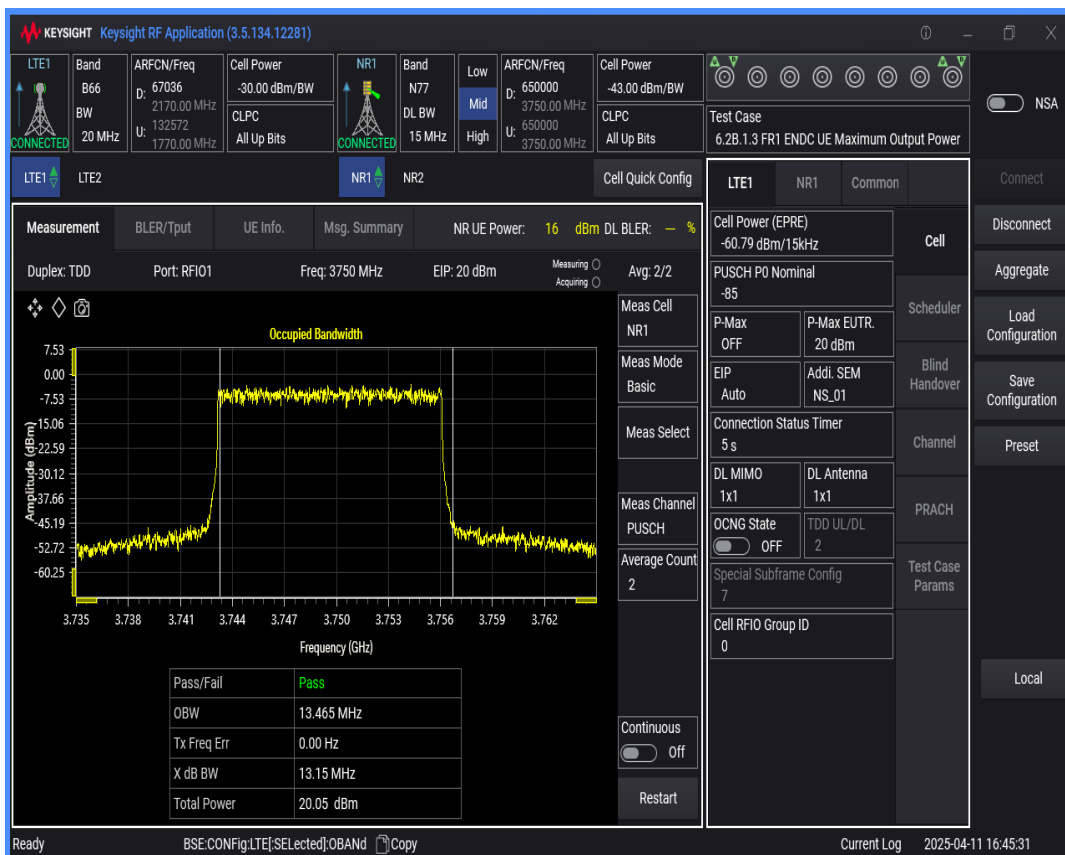 KEYSIGHT Keysight RF Application (3.5.134.12281)
LTE1
CONNECTED
Band
B66
BW
20 MHz
ARFCN/Freq
D: 67036
2170.00 MHz
U: 132572
1770.00 MHz
Cell Power
-30.00 dBm/BW
CLPC
All Up Bits
NR1
CONNECTED
Band
N77
DL BW
15 MHz
Low
Mid
High
ARFCN/Freq
D: 650000
3750.00 MHz
U: 650000
3750.00 MHz
Cell Power
-43.00 dBm/BW
CLPC
All Up Bits
Test Case
6.2B.1.3 FR1 ENDC UE Maximum Output Power
NSA
LTE1 LTE2 NR1 NR2 Cell Quick Config
Measurement BLER/Tput UE Info. Msg. Summary NR UE Power: 16 dBm DL BLER: — %
Duplex: TDD Port: RFIO1 Freq: 3750 MHz EIP: 20 dBm Measuring Acquiring Avg: 2/2
Occupied Bandwidth
7.53
0.00
-7.53
-15.06
-22.59
-30.12
-37.66
-45.19
-52.72
-60.25
Amplitude (dBm)
3.735 3.738 3.741 3.744 3.747 3.750 3.753 3.756 3.759 3.762
Frequency (GHz)
Pass/Fail Pass
OBW 13.465 MHz
Tx Freq Err 0.00 Hz
X dB BW 13.15 MHz
Total Power 20.05 dBm
Meas Cell
NR1
Meas Mode
Basic
Meas Select
Meas Channel
PUSCH
Average Count
2
Continuous
Off
Restart
LTE1 NR1 Common
Cell Power (EPRE)
-60.79 dBm/15kHz
PUSCH P0 Nominal
-85
P-Max
OFF
P-Max EUTR.
20 dBm
EIP
Auto
Addi. SEM
NS_01
Connection Status Timer
5 s
DL MIMO
1x1
DL Antenna
1x1
OCNG State
OFF
TDD UL/DL
2
Special Subframe Config
7
Cell RFIO Group ID
0
Cell
Scheduler
Blind
Handover
Channel
PRACH
Test Case
Params
Connect
Disconnect
Aggregate
Load
Configuration
Save
Configuration
Preset
Local
Ready BSE:CONFig:LTE[:SELected]:OBANd Copy Current Log 2025-04-11 16:45:31